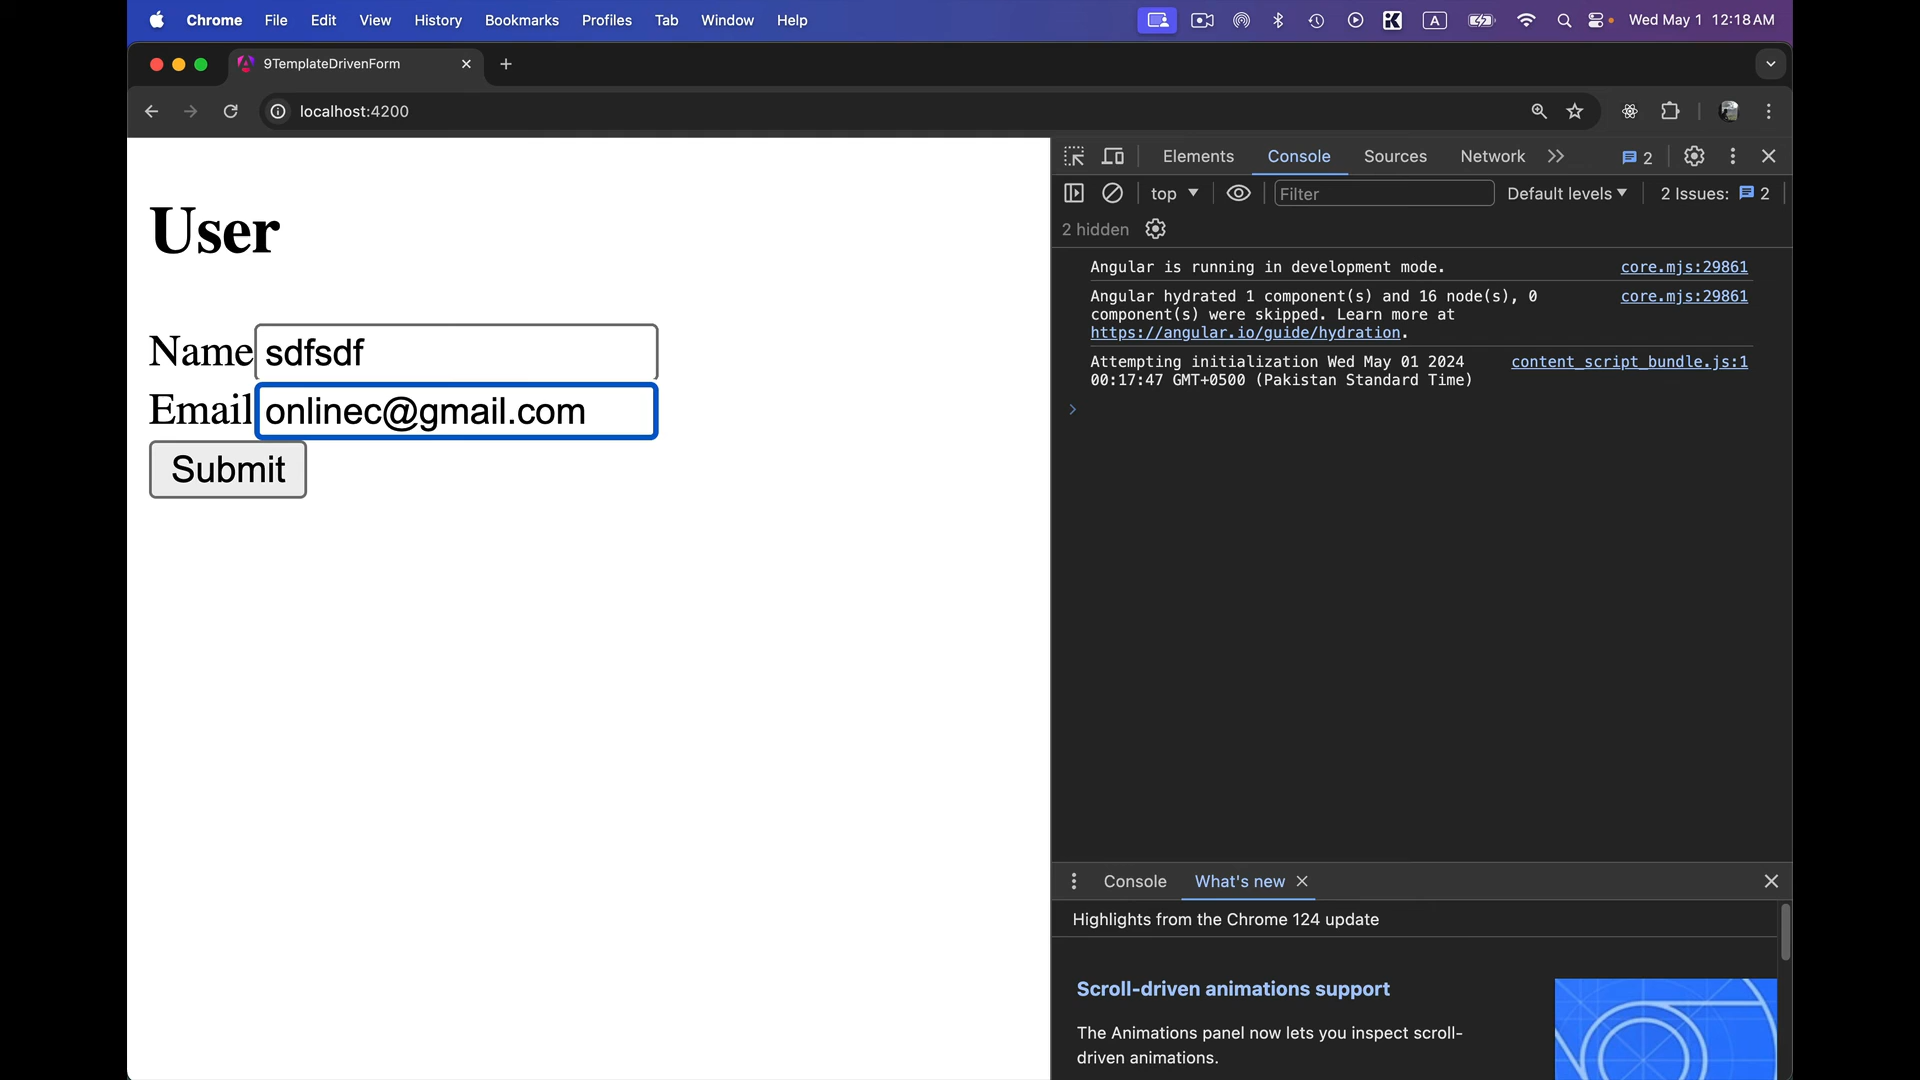 Chrome File Edit View History Bookmarks Profiles Tab Window Help A Wed May 1 12:18 AM
9TemplateDrivenForm
localhost:4200
Elements Console Sources Network 2
top Filter Default levels 2 Issues: 2
2 hidden
User
Name sdfsdf
Email onlinec@gmail.com
Submit
Angular is running in development mode. core.mjs:29861
Angular hydrated 1 component(s) and 16 node(s), 0 core.mjs:29861
component(s) were skipped. Learn more at
https://angular.io/guide/hydration.
Attempting initialization Wed May 01 2024 content_script_bundle.js:1
00:17:47 GMT+0500 (Pakistan Standard Time)
Console What's new
Highlights from the Chrome 124 update
Scroll-driven animations support
The Animations panel now lets you inspect scroll-
driven animations.